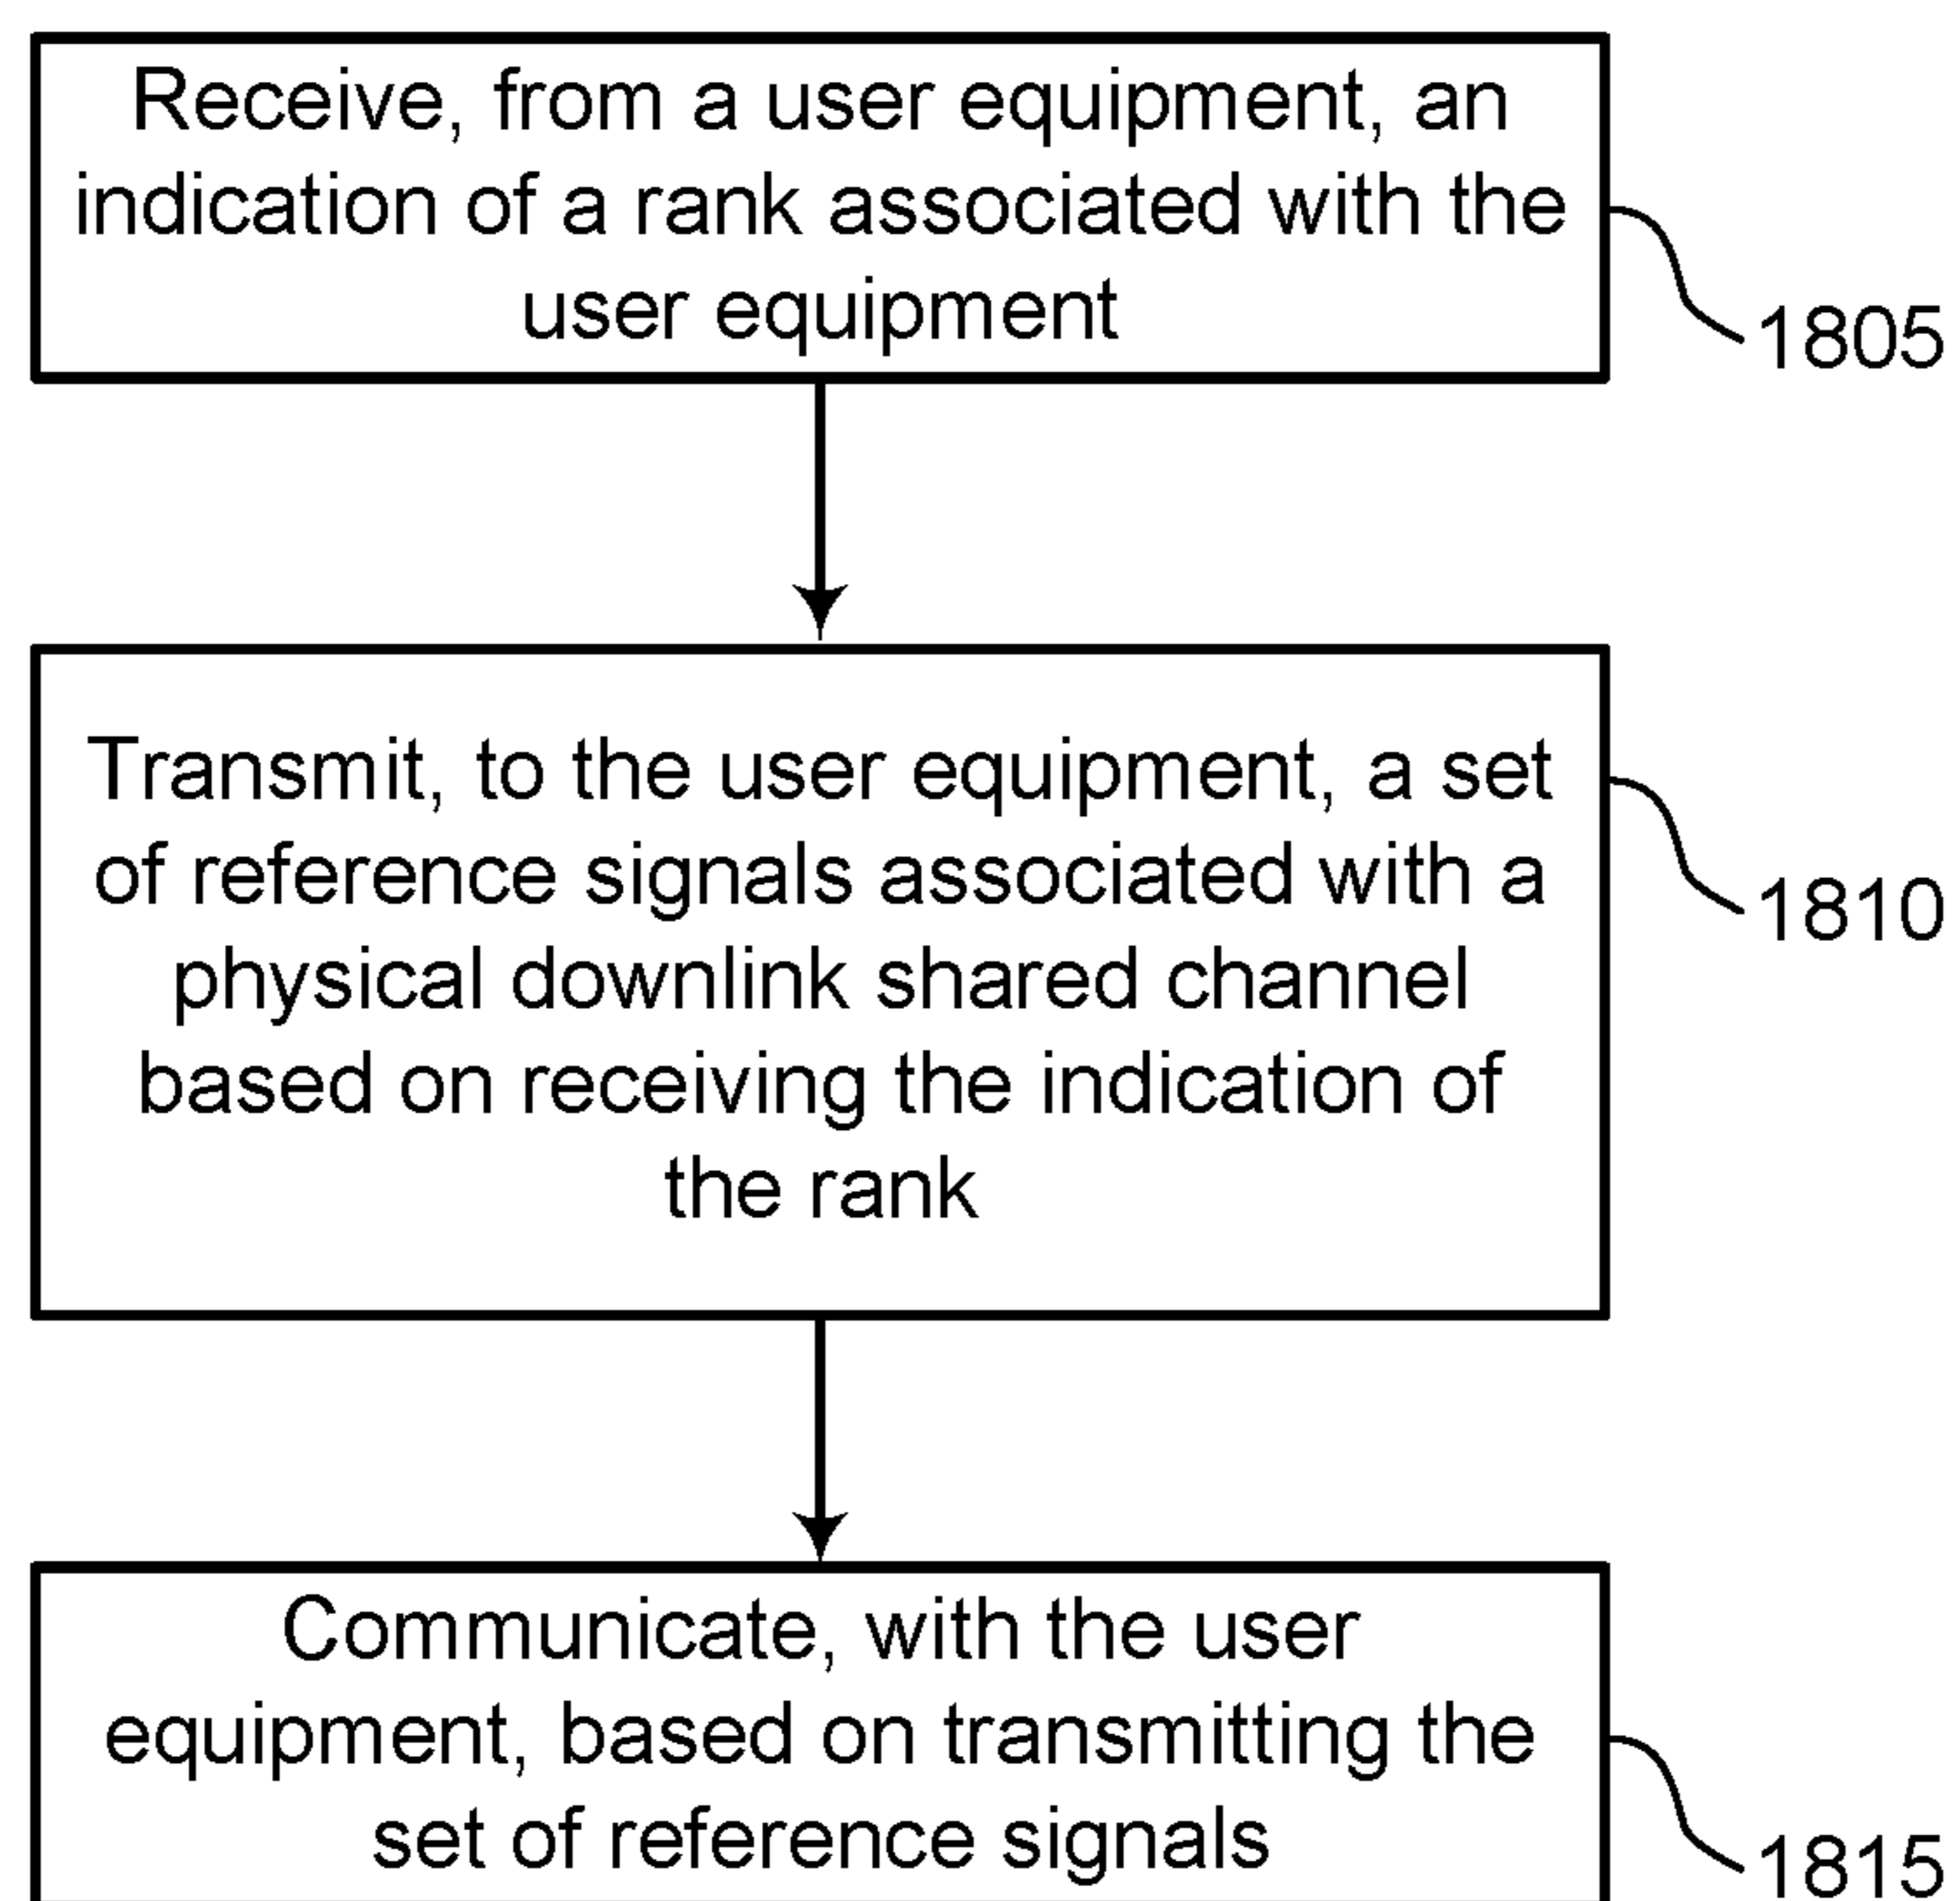 Receive, from a user equipment, an
indication of a rank associated with the
user equipment
1805
Transmit, to the user equipment, a set
of reference signals associated with a
physical downlink shared channel
based on receiving the indication of
the rank
1810
Communicate, with the user
equipment, based on transmitting the
set of reference signals
1815